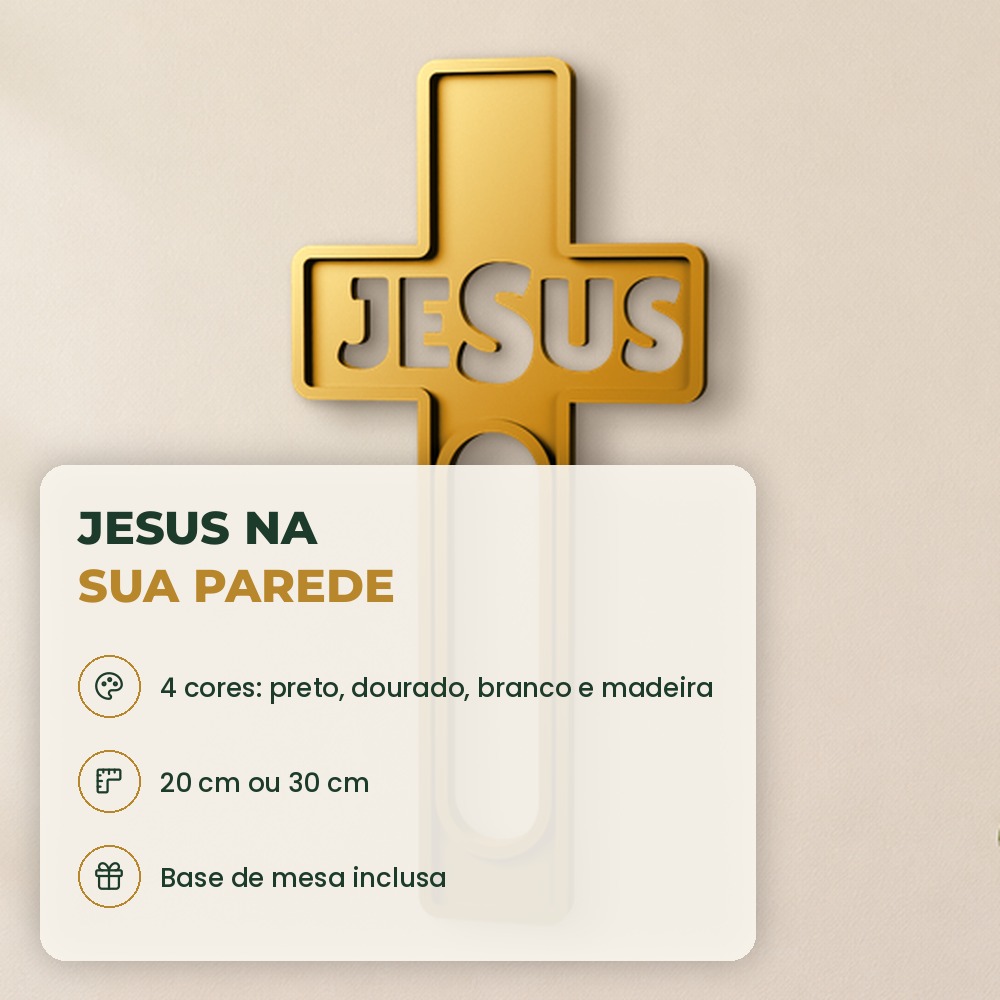 JESUS
JESUS NA
SUA PAREDE
4 cores: preto, dourado, branco e madeira
20 cm ou 30 cm
Base de mesa inclusa